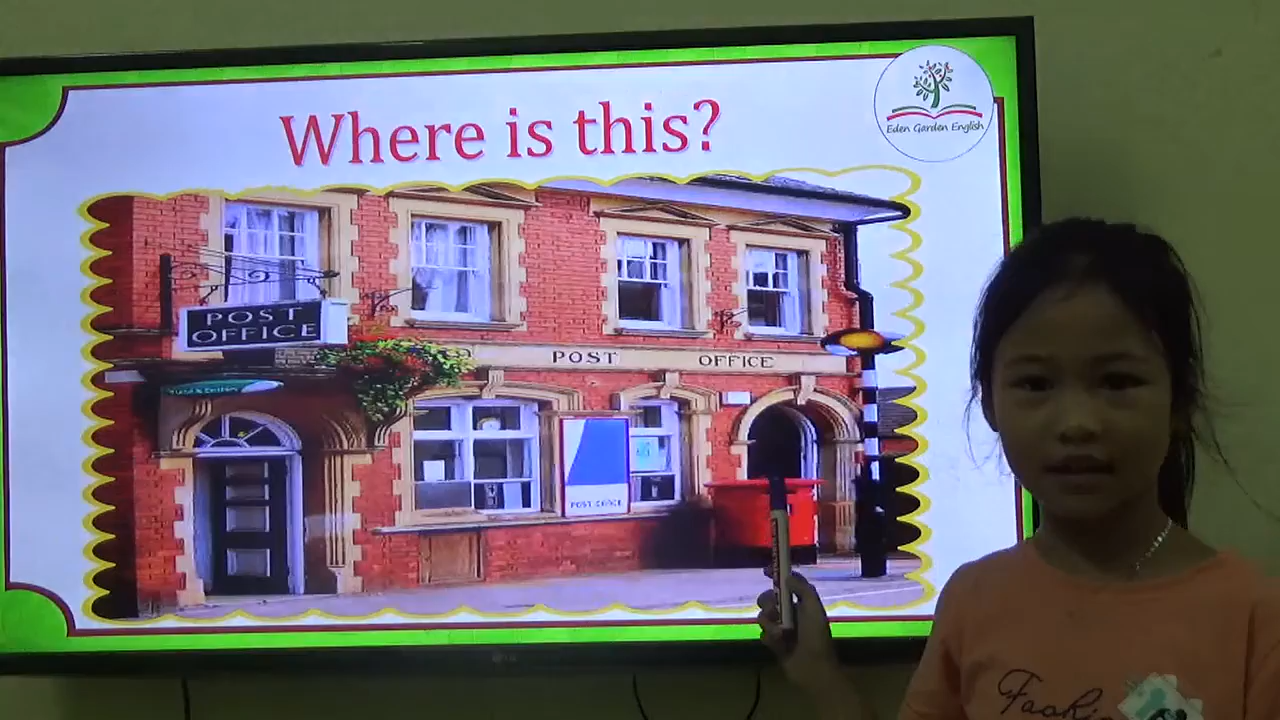 Where is this?
Eden Garden English
POST
OFFICE
POST OFFICE
POST OFFICE